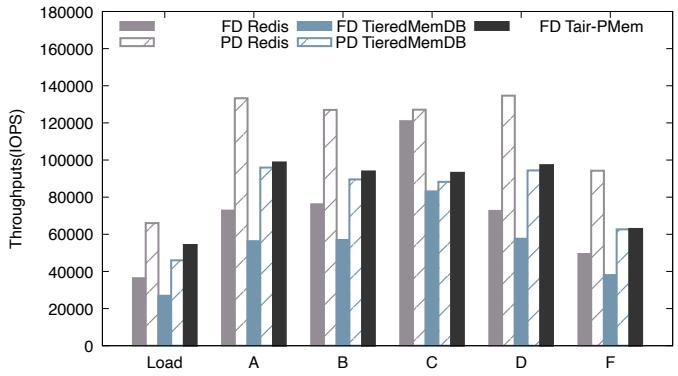 180000
160000
140000
120000
100000
80000
60000
40000
20000
0
Throughputs(IOPS)
FD Redis FD TieredMemDB FD Tair-PMem
PD Redis PD TieredMemDB
Load A B C D F